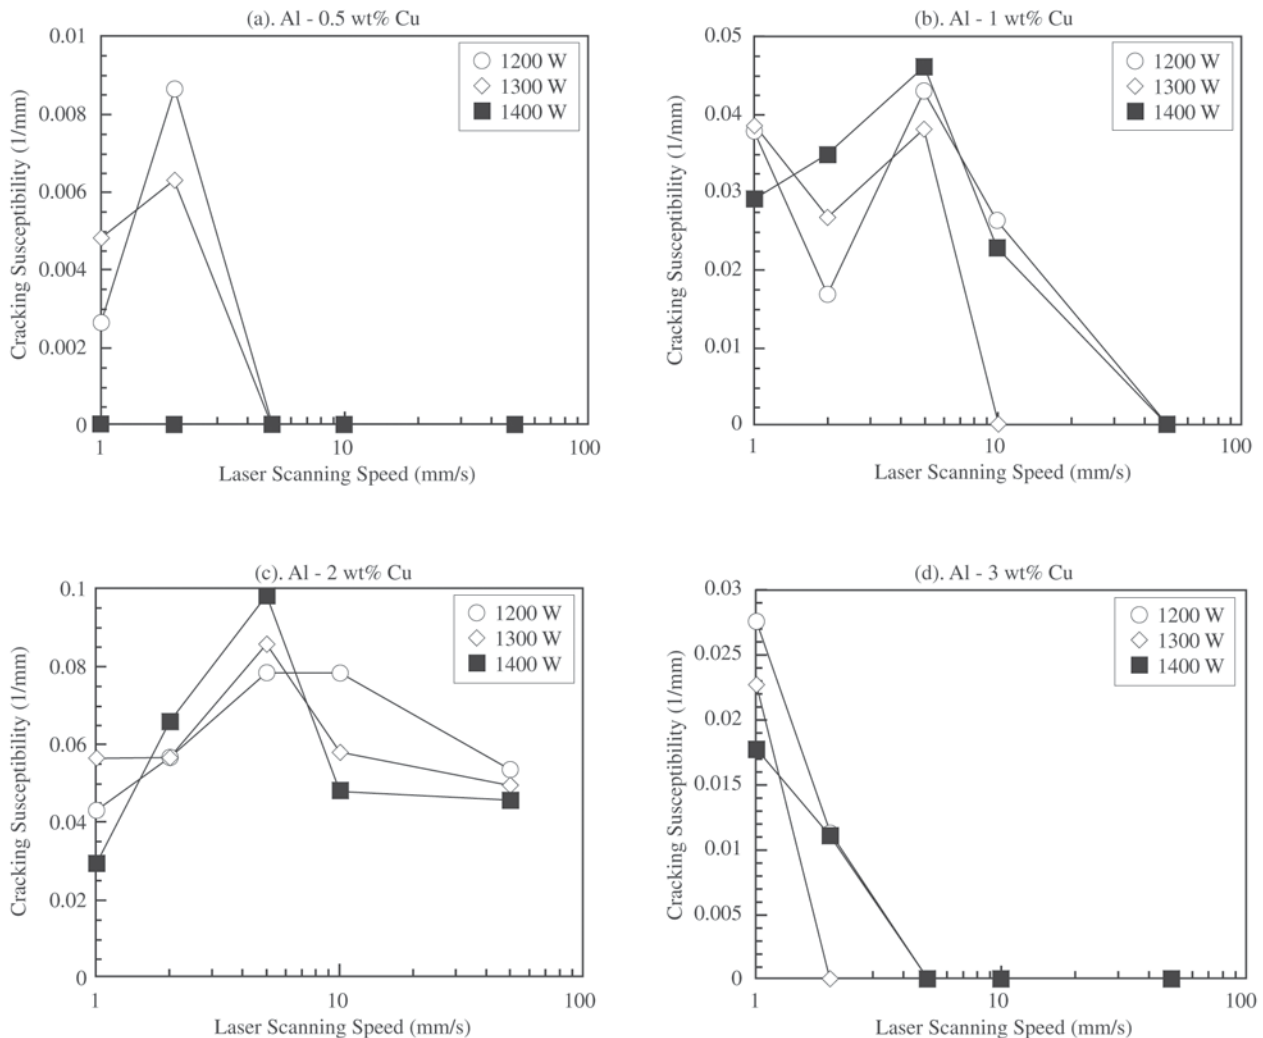 (a). Al - 0.5 wt% Cu
0.01
0.008
0.006
0.004
0.002
0
Cracking Susceptibility (1/mm)
1200 W
1300 W
1400 W
1
10
100
Laser Scanning Speed (mm/s)
(b). Al - 1 wt% Cu
0.05
0.04
0.03
0.02
0.01
0
Cracking Susceptibility (1/mm)
1200 W
1300 W
1400 W
1
10
100
Laser Scanning Speed (mm/s)
(c). Al - 2 wt% Cu
0.1
0.08
0.06
0.04
0.02
0
Cracking Susceptibility (1/mm)
1200 W
1300 W
1400 W
1
10
100
Laser Scanning Speed (mm/s)
(d). Al - 3 wt% Cu
0.03
0.025
0.02
0.015
0.01
0.005
0
Cracking Susceptibility (1/mm)
1200 W
1300 W
1400 W
1
10
100
Laser Scanning Speed (mm/s)